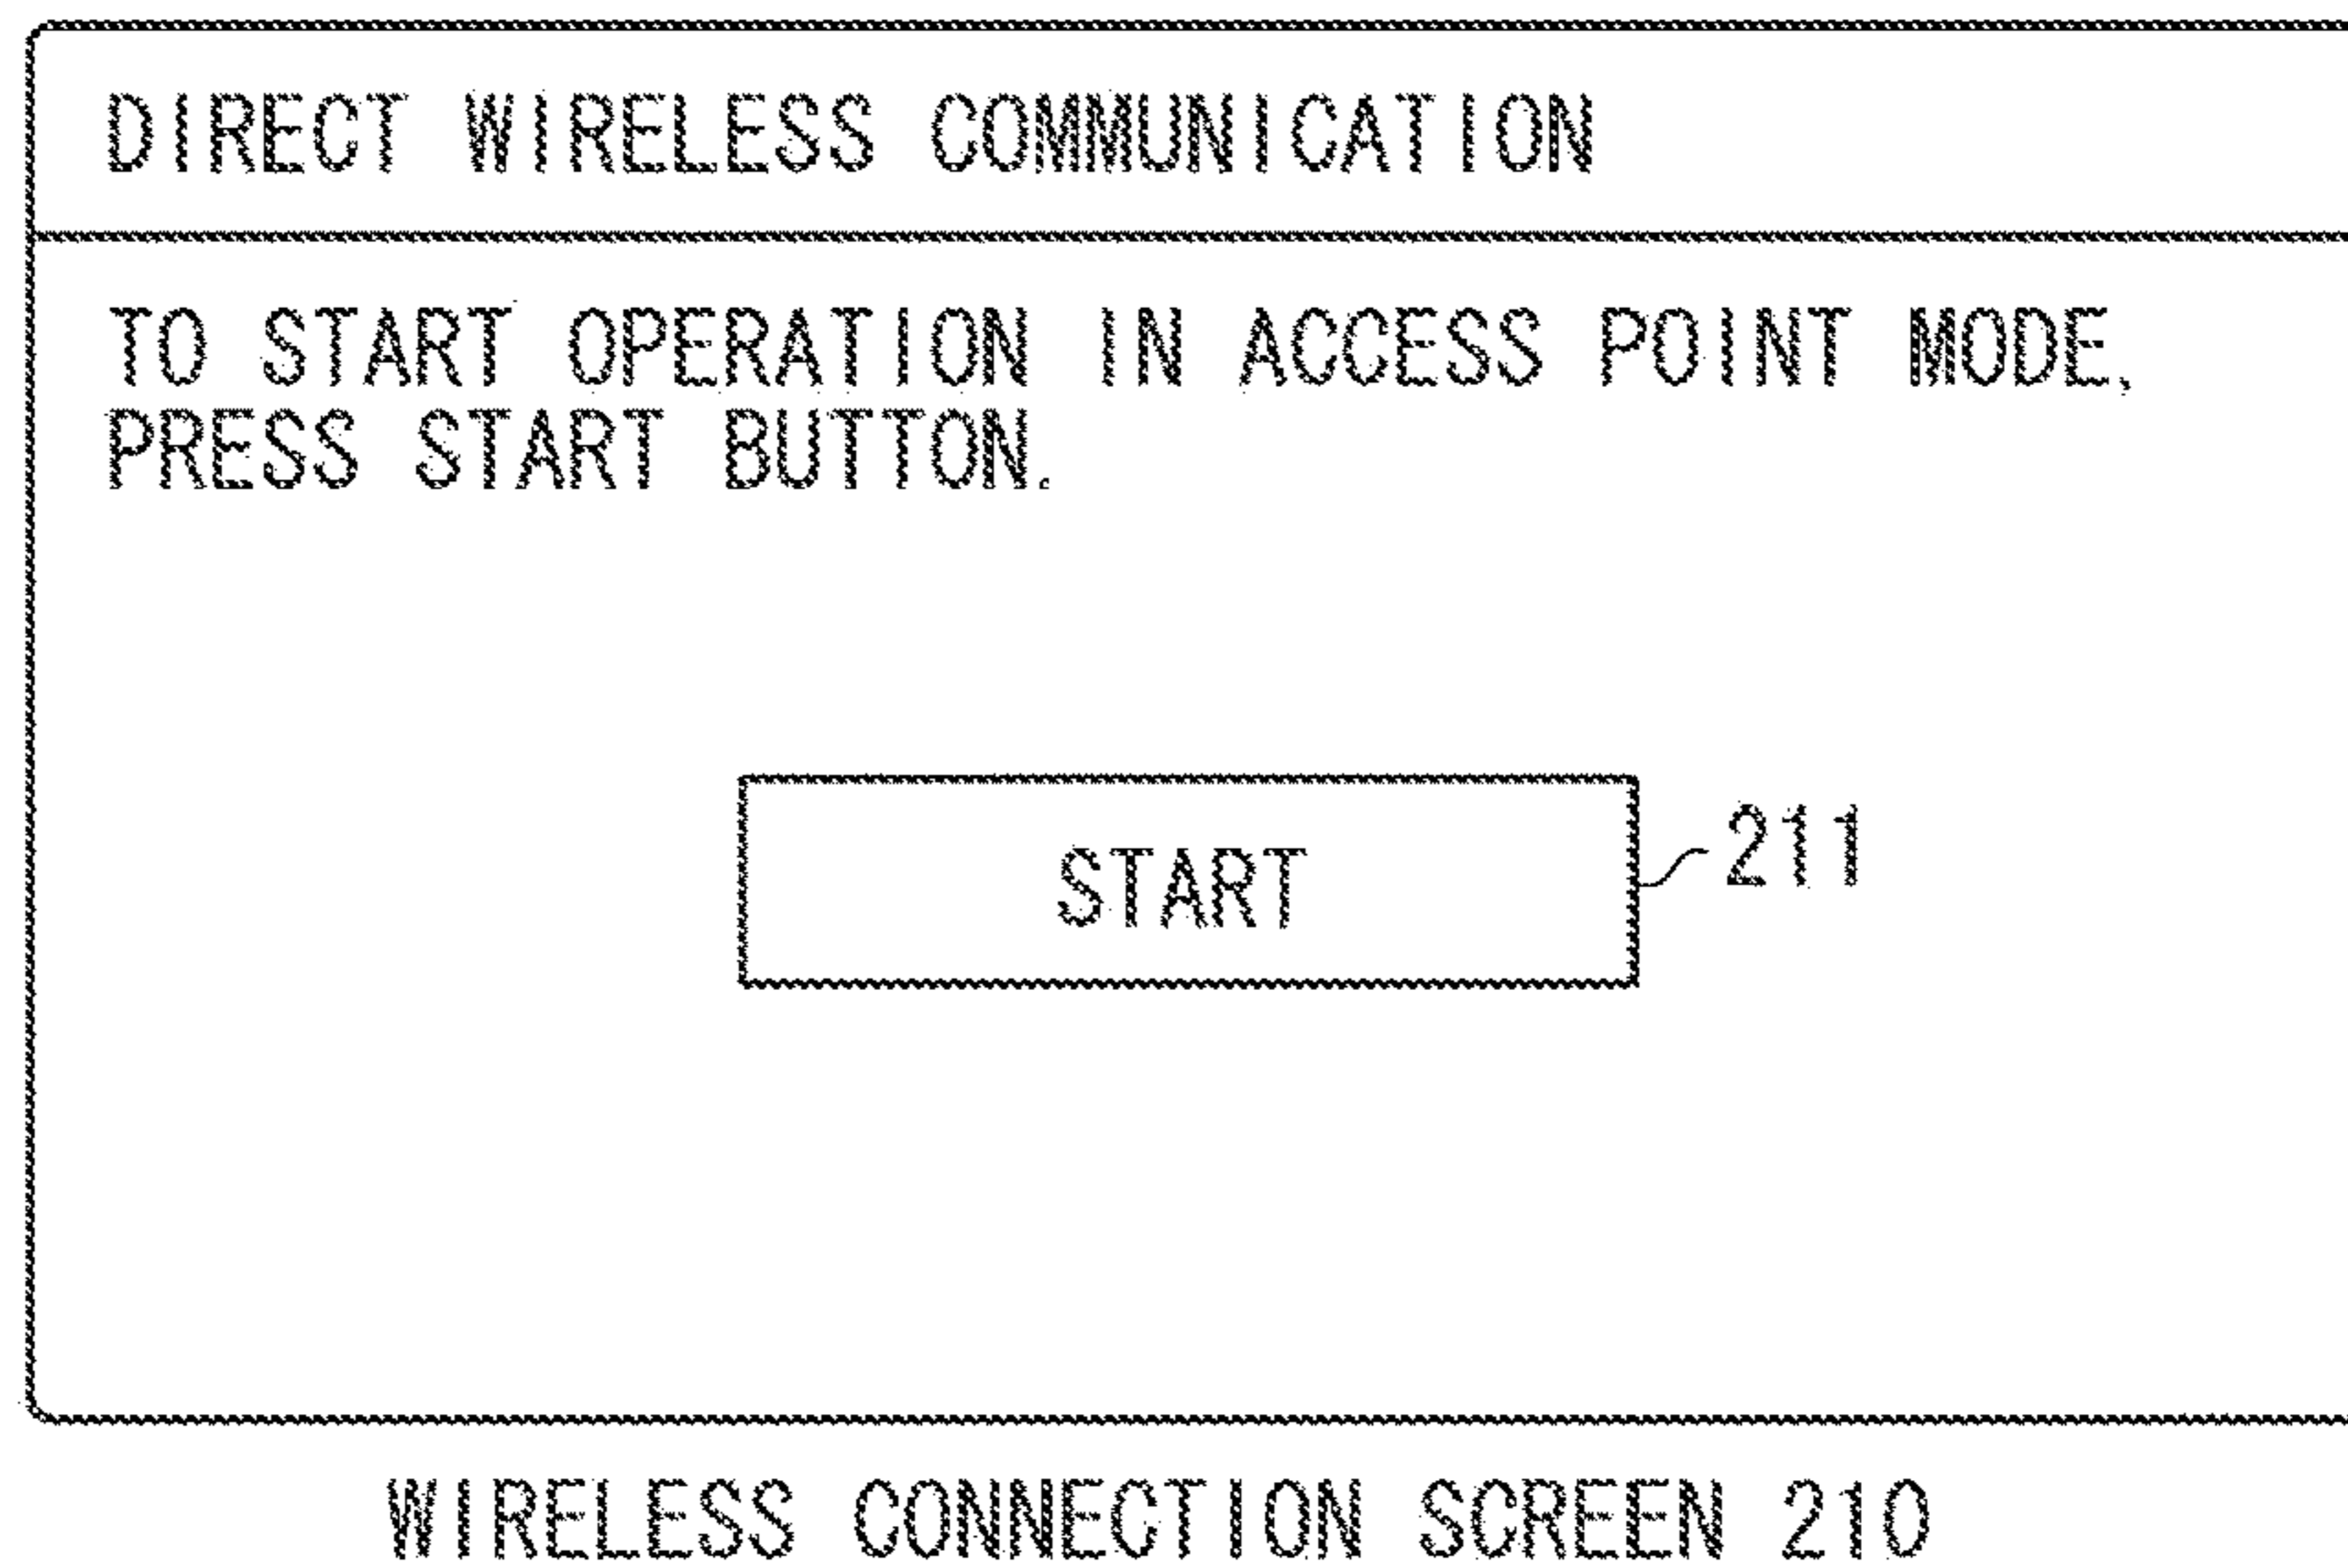 DIRECT WIRELESS COMMUNICATION
TO START OPERATION IN ACCESS POINT MODE,
PRESS START BUTTON.
START
211
WIRELESS CONNECTION SCREEN 210